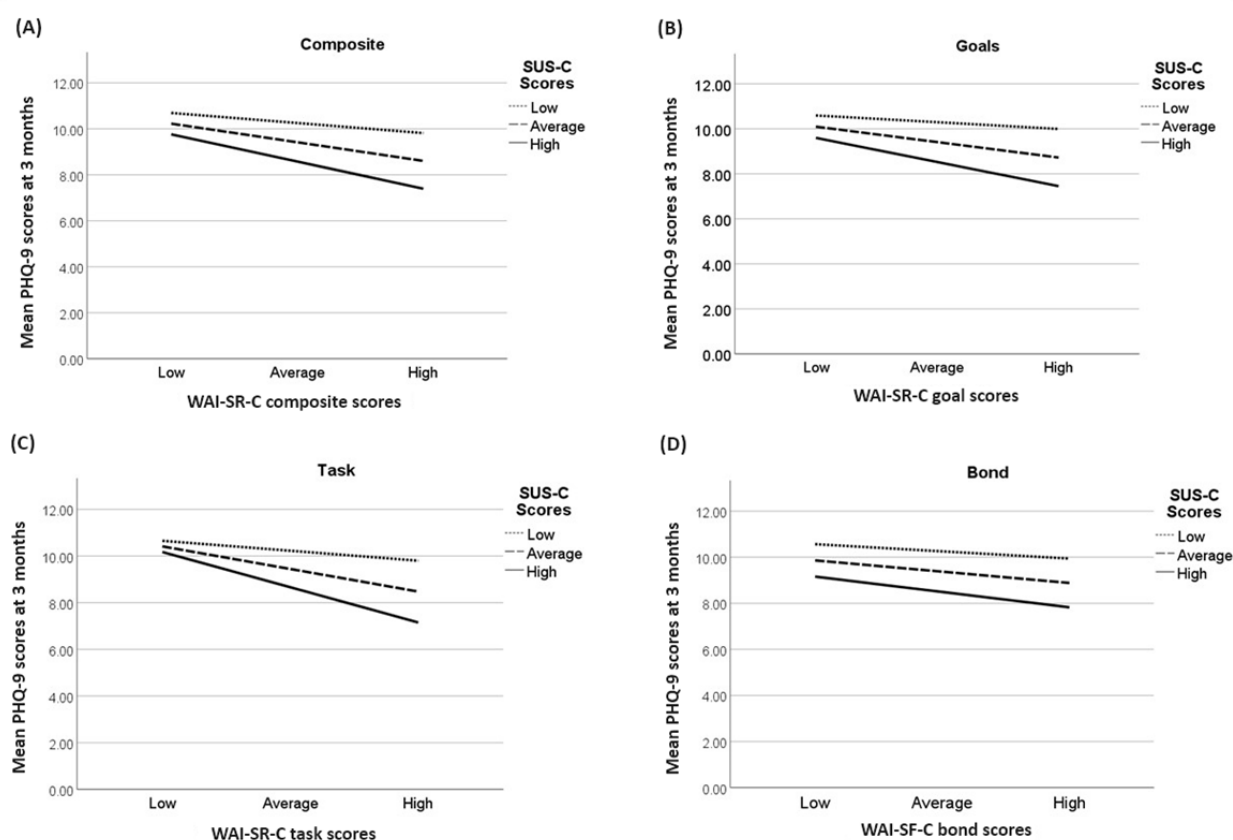 (A)
Composite
Mean PHQ-9 scores at 3 months
12.00
10.00
8.00
6.00
4.00
2.00
0.00
Low
Average
High
WAI-SR-C composite scores
SUS-C
Scores
Low
Average
High
(B)
Goals
Mean PHQ-9 scores at 3 months
12.00
10.00
8.00
6.00
4.00
2.00
0.00
Low
Average
High
WAI-SR-C goal scores
SUS-C
Scores
Low
Average
High
(C)
Task
Mean PHQ-9 scores at 3 months
12.00
10.00
8.00
6.00
4.00
2.00
0.00
Low
Average
High
WAI-SR-C task scores
SUS-C
Scores
Low
Average
High
(D)
Bond
Mean PHQ-9 scores at 3 months
12.00
10.00
8.00
6.00
4.00
2.00
0.00
Low
Average
High
WAI-SF-C bond scores
SUS-C
Scores
Low
Average
High